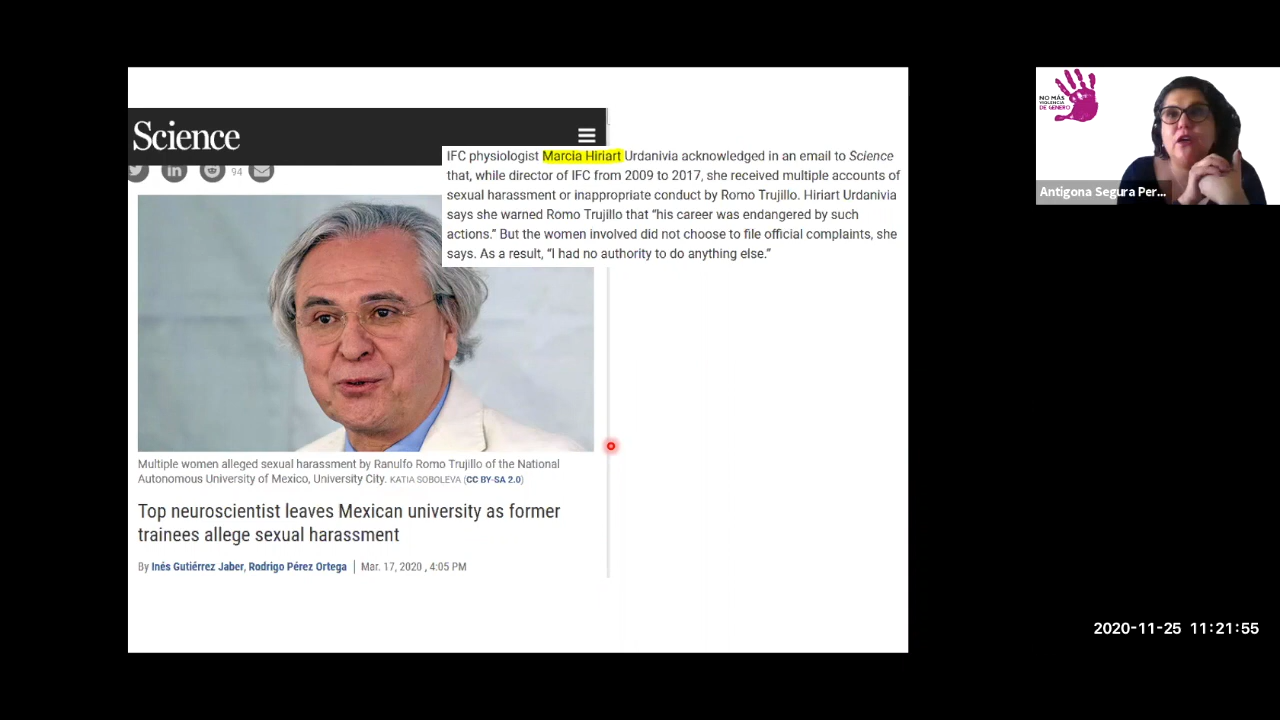 Science
94
IFC physiologist Marcia Hiriart Urdanivia acknowledged in an email to Science
that, while director of IFC from 2009 to 2017, she received multiple accounts of
sexual harassment or inappropriate conduct by Romo Trujillo. Hiriart Urdanivia
says she warned Romo Trujillo that “his career was endangered by such
actions.” But the women involved did not choose to file official complaints, she
says. As a result, “I had no authority to do anything else.”
Multiple women alleged sexual harassment by Ranulfo Romo Trujillo of the National
Autonomous University of Mexico, University City. KATIA SOBOLEVA (CC BY-SA 2.0)
Top neuroscientist leaves Mexican university as former
trainees allege sexual harassment
By Inés Gutiérrez Jaber, Rodrigo Pérez Ortega | Mar. 17, 2020 , 4:05 PM
NO MÁS
VIOLENCIA
DE GÉNERO
Antigona Segura Per...
2020-11-25 11:21:55